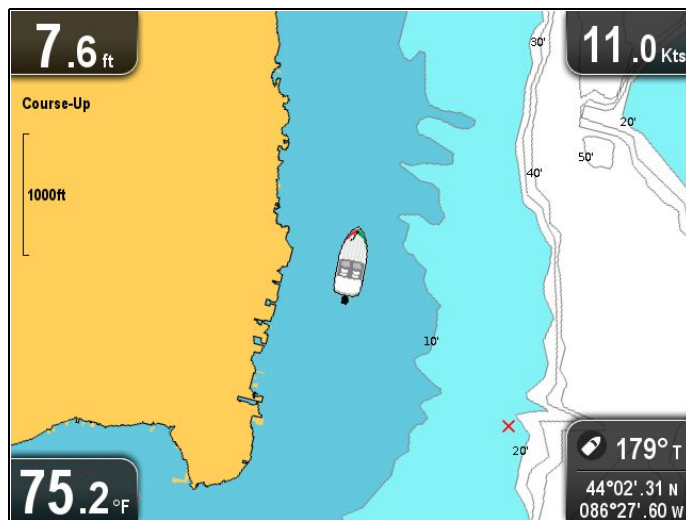 7.6 ft
11.0 Kts
Course-Up
1000ft
30'
20'
50'
40'
10'
20'
179° T
44°02'.31 N
086°27'.60 W
75.2 °F